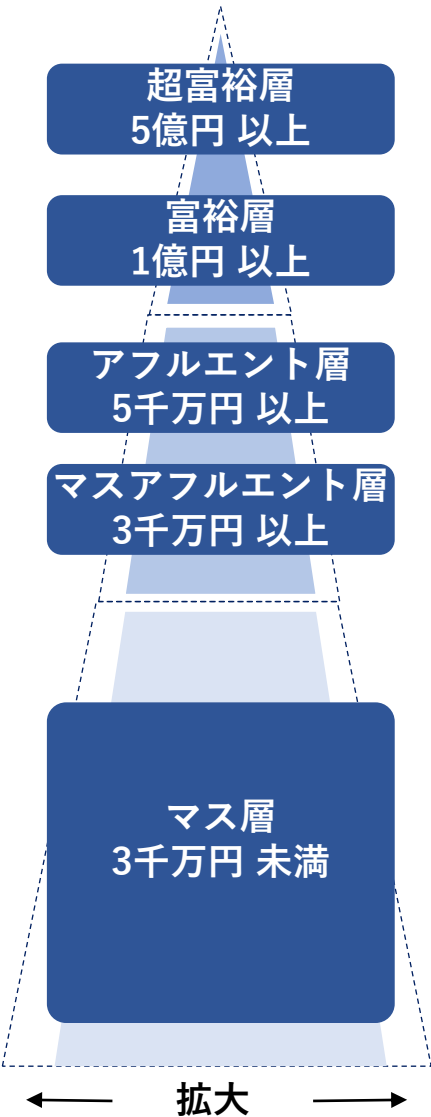 超富裕層
5億円 以上
富裕層
1億円 以上
アフルエント層
5千万円 以上
マスアフルエント層
3千万円 以上
マス層
3千万円 未満
拡大